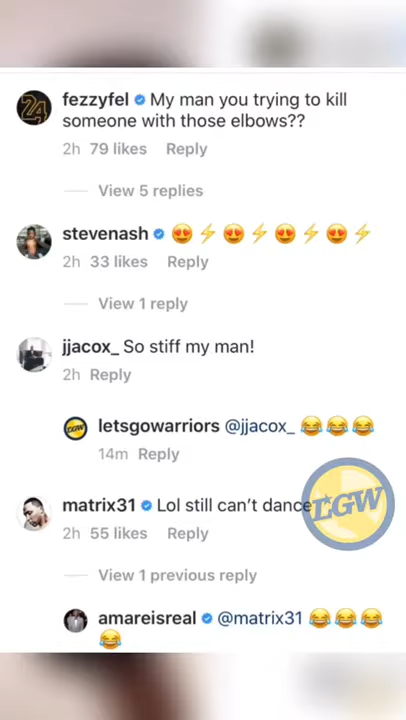 fezzyfel My man you trying to kill
someone with those elbows??
2h 79 likes Reply
View 5 replies
stevenash 😍⚡😍⚡😍⚡😍⚡
2h 33 likes Reply
View 1 reply
jjacox_ So stiff my man!
2h Reply
letsgowarriors @jjacox_ 😂😂😂
14m Reply
matrix31 Lol still can't dance
2h 55 likes Reply
View 1 previous reply
amareisreal @matrix31 😂😂😂
😂
24
LGW
LGW